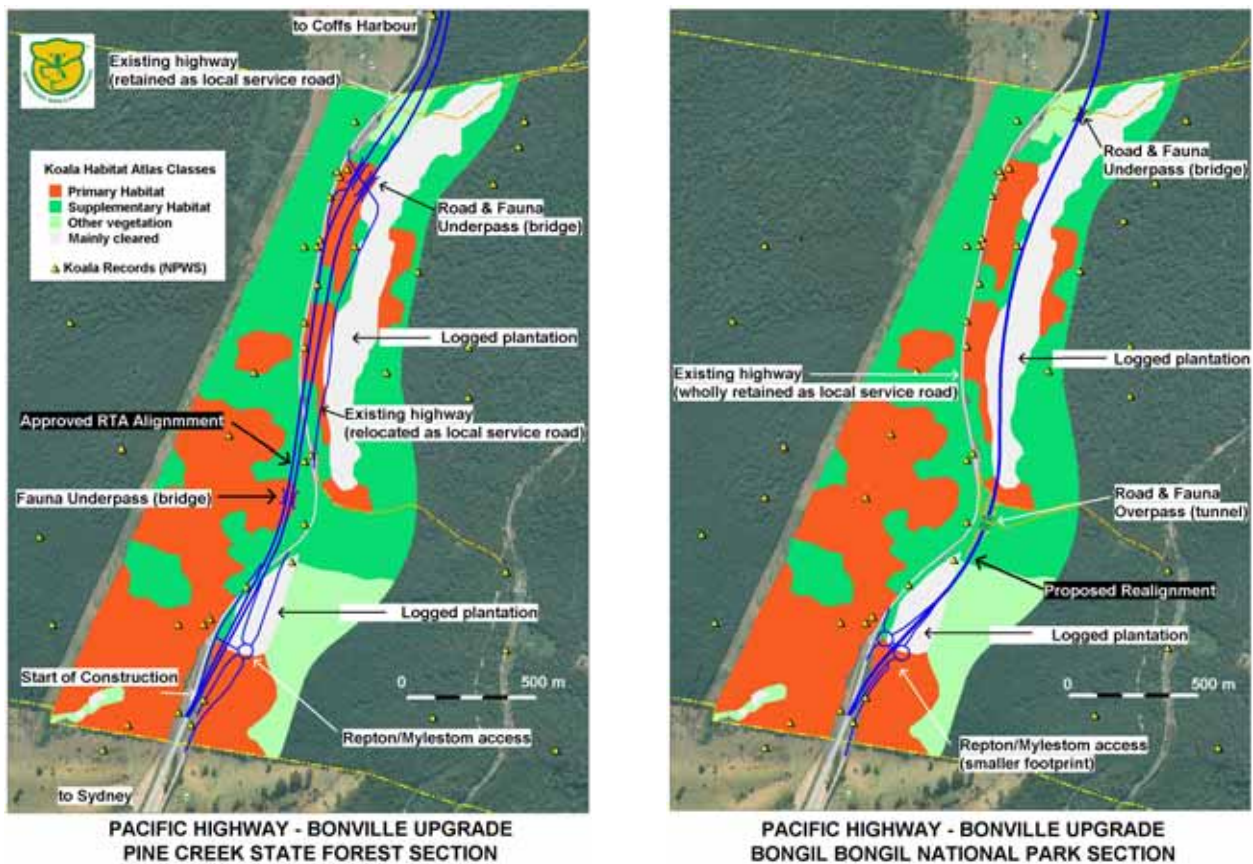 to Coffs Harbour
Existing highway
(retained as local service road)
Koala Habitat Atlas Classes
Primary Habitat
Supplementary Habitat
Other vegetation
Mainly cleared
Koala Records (NPWS)
Road & Fauna
Underpass (bridge)
Logged plantation
Existing highway
(relocated as local service road)
Approved RTA Alignmment
Fauna Underpass (bridge)
Logged plantation
Start of Construction
0 500 m
Repton/Mylestom access
to Sydney
PACIFIC HIGHWAY - BONVILLE UPGRADE
PINE CREEK STATE FOREST SECTION
Road & Fauna
Underpass (bridge)
Logged plantation
Existing highway
(wholly retained as local service road)
Road & Fauna
Overpass (tunnel)
Proposed Realignment
Logged plantation
0 500 m
Repton/Mylestom access
(smaller footprint)
PACIFIC HIGHWAY - BONVILLE UPGRADE
BONGIL BONGIL NATIONAL PARK SECTION